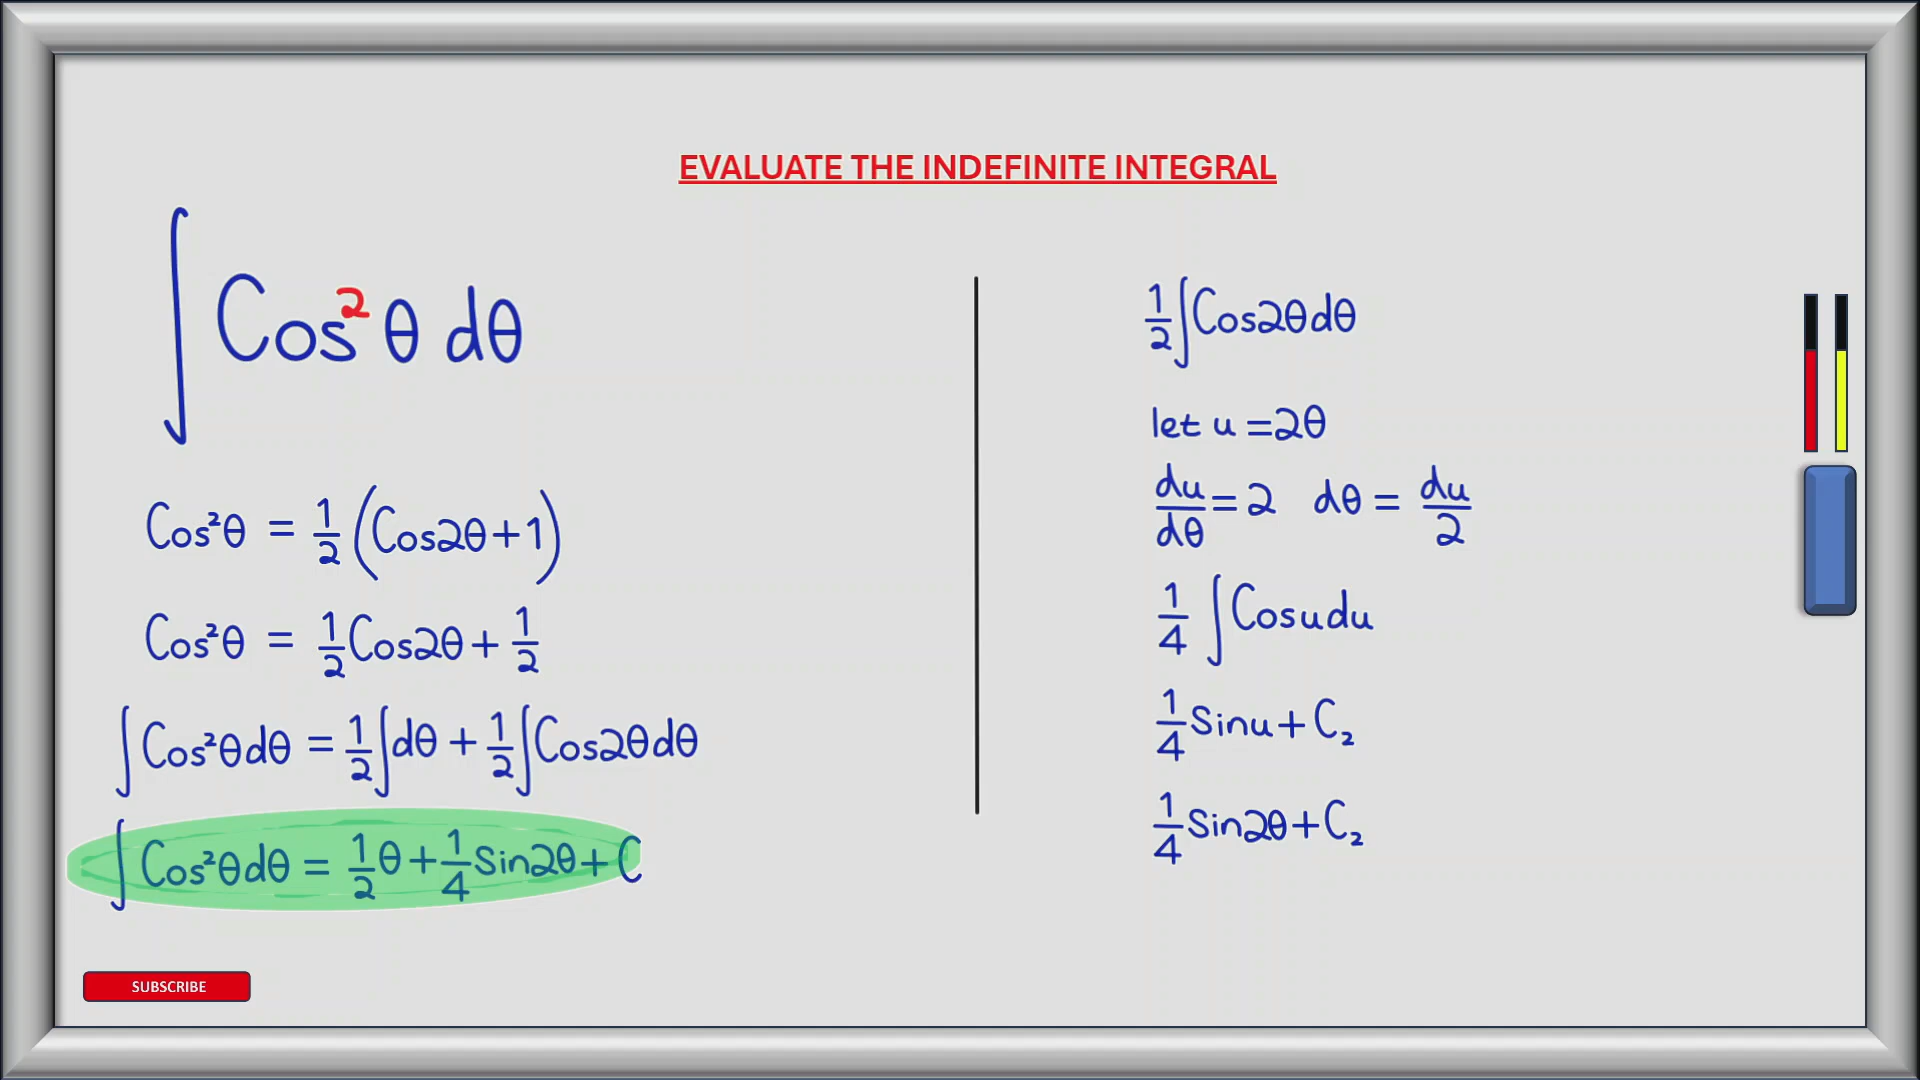 EVALUATE THE INDEFINITE INTEGRAL
∫Cos²θ dθ
Cos²θ = 1/2(Cos2θ+1)
Cos²θ = 1/2Cos2θ+1/2
∫Cos²θdθ = 1/2∫dθ + 1/2∫Cos2θdθ
∫Cos²θdθ = 1/2θ + 1/4Sin2θ + C
1/2∫Cos2θdθ
let u = 2θ
du/dθ = 2 dθ = du/2
1/4∫Cosudu
1/4Sinu + C₂
1/4Sin2θ + C₂
SUBSCRIBE